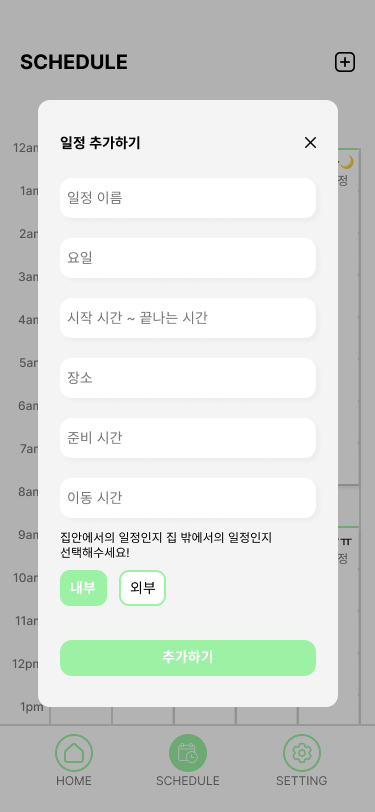 SCHEDULE
일정 추가하기
12am
1am
2am
3am
4am
5am
6am
7am
8am
9am
10am
11am
12pm
1pm
정
일정 이름
요일
시작 시간 ~ 끝나는 시간
장소
준비 시간
이동 시간
ㅠ
정
집안에서의 일정인지 집 밖에서의 일정인지
선택해수세요!
내부
외부
추가하기
HOME
SCHEDULE
SETTING